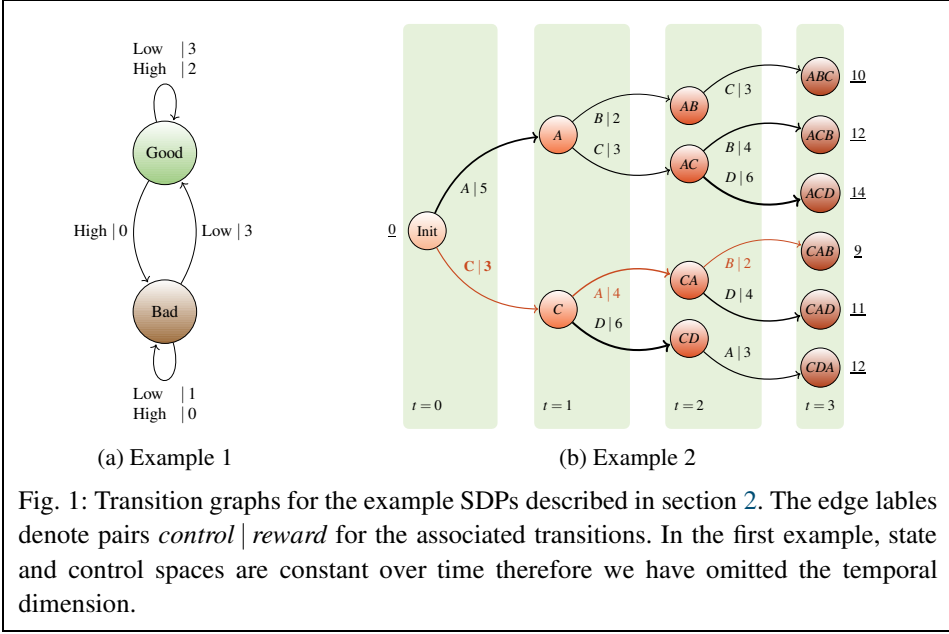 Low | 3
High | 2
Good
High | 0
Low | 3
Bad
Low | 1
High | 0
(a) Example 1
0
Init
A | 5
C | 3
A
B | 2
C | 3
C
A | 4
D | 6
AB
C | 3
AC
B | 4
D | 6
CA
B | 2
D | 4
CD
A | 3
ABC
10
ACB
12
ACD
14
CAB
9
CAD
11
CDA
12
t = 0
t = 1
t = 2
t = 3
(b) Example 2
Fig. 1: Transition graphs for the example SDPs described in section 2. The edge lables
denote pairs control | reward for the associated transitions. In the first example, state
and control spaces are constant over time therefore we have omitted the temporal
dimension.